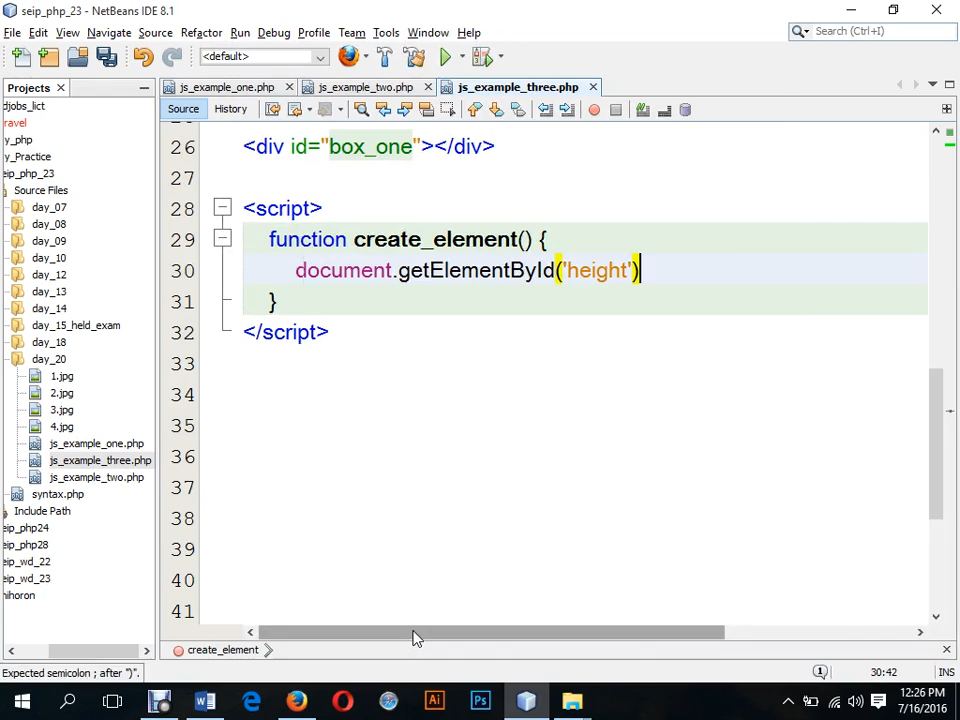 seip_php_23 - NetBeans IDE 8.1
File Edit View Navigate Source Refactor Run Debug Profile Team Tools Window Help
Search (Ctrl+I)
<default>
Projects
js_example_one.php
js_example_two.php
js_example_three.php
Source History
djobs_list
ravel
y_php
y_Practice
eip_php_23
Source Files
day_07
day_08
day_09
day_10
day_12
day_13
day_14
day_15_held_exam
day_18
day_20
1.jpg
2.jpg
3.jpg
4.jpg
js_example_one.php
js_example_three.php
js_example_two.php
syntax.php
Include Path
eip_php24
eip_php28
eip_wd_22
eip_wd_23
nihoron
26 <div id="box_one"></div>
27
28 <script>
29 function create_element() {
30 document.getElementById('height')
31 }
32 </script>
33
34
35
36
37
38
39
40
41
create_element
Expected semicolon ; after ")".
30:42
INS
Ai
Ps
12:26 PM
7/16/2016